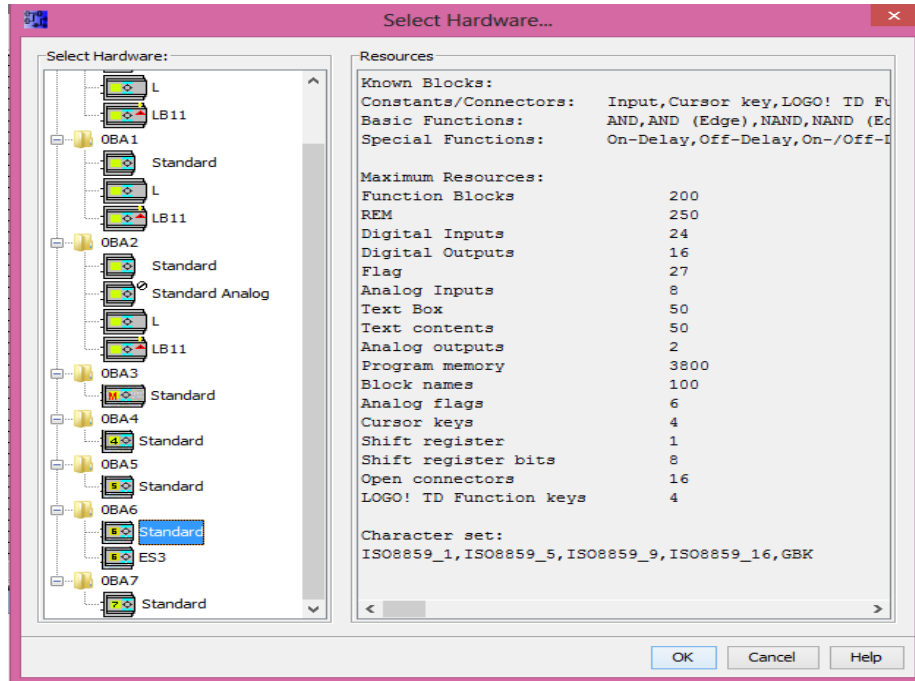 Select Hardware...
Select Hardware:
L
LB11
0BA1
Standard
L
LB11
0BA2
Standard
Standard Analog
L
LB11
0BA3
Standard
0BA4
Standard
0BA5
Standard
0BA6
Standard
ES3
0BA7
Standard
Resources
Known Blocks:
Constants/Connectors: Input,Cursor key,LOGO! TD Fu
Basic Functions: AND,AND (Edge),NAND,NAND (Ed
Special Functions: On-Delay,Off-Delay,On-/Off-D
Maximum Resources:
Function Blocks 200
REM 250
Digital Inputs 24
Digital Outputs 16
Flag 27
Analog Inputs 8
Text Box 50
Text contents 50
Analog outputs 2
Program memory 3800
Block names 100
Analog flags 6
Cursor keys 4
Shift register 1
Shift register bits 8
Open connectors 16
LOGO! TD Function keys 4
Character set:
ISO8859_1,ISO8859_5,ISO8859_9,ISO8859_16,GBK
OK
Cancel
Help